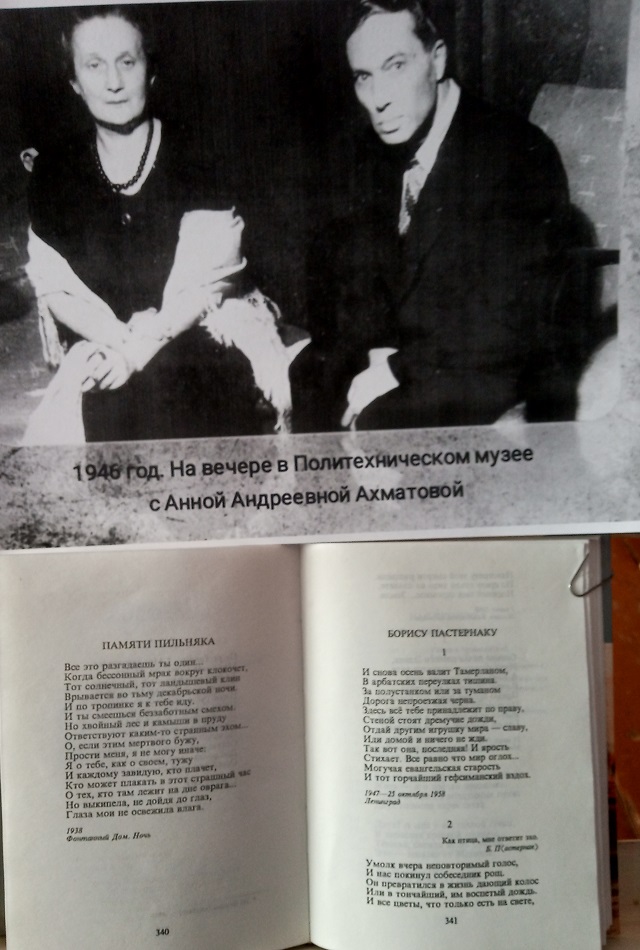 1946 год. На вечере в Политехническом музее
с Анной Андреевной Ахматовой
ПАМЯТИ ПИЛЬНЯКА
Все это разгадаешь ты один...
Когда бессонный мрак вокруг клокочет,
Тот солнечный, тот ландышевый клин
Врывается во тьму декабрьской ночи.
И по тропинке я к тебе иду.
И ты смеешься беззаботным смехом.
Но хвойный лес и камыши в пруду
Ответствуют каким-то странным эхом...
О, если этим мертвого бужу,
Прости меня, я не могу иначе:
Я о тебе, как о своем, тужу
И каждому завидую, кто плачет,
Кто может плакать в этот страшный час
О тех, кто там лежит на дне оврага...
Но выкипела, не дойдя до глаз,
Глаза мои не освежила влага.
1938
Фонтанный Дом. Ночь
340
БОРИСУ ПАСТЕРНАКУ
1
И снова осень валит Тамерланом,
В арбатских переулках тишина.
За полустанком или за туманом
Дорога непроезжая черна.
Здесь всё тебе принадлежит по праву,
Стеной стоят дремучие дожди,
Отдай другим игрушку мира — славу,
Иди домой и ничего не жди.
Так вот она, последняя! И ярость
Стихает. Все равно что мир оглох...
Могучая евангельская старость
И тот горчайший гефсиманский вздох.
1947—25 октября 1958
Ленинград
2
Как птица, мне ответит эхо.
Б. П(астернак)
Умолк вчера неповторимый голос,
И нас покинул собеседник рощ.
Он превратился в жизнь дающий колос
Или в тончайший, им воспетый дождь.
И все цветы, что только есть на свете,
341